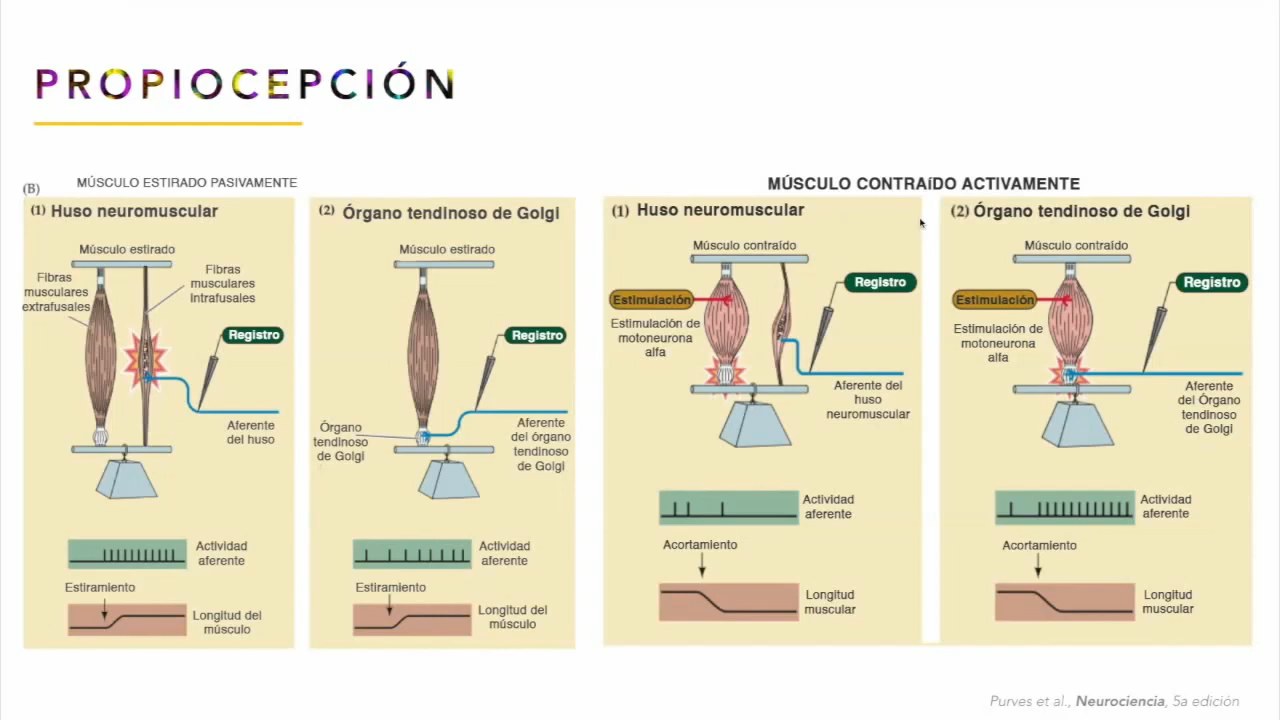 PROPIOCEPCIÓN
(B)
MÚSCULO ESTIRADO PASIVAMENTE
(1) Huso neuromuscular
Músculo estirado
Fibras
musculares
extrafusales
Fibras
musculares
Intrafusales
Registro
Aferente
del huso
Actividad
aferente
Estiramiento
Longitud del
músculo
(2) Órgano tendinoso de Golgi
Músculo estirado
Registro
Órgano
tendinoso
de Golgi
Aferente
del órgano
tendinoso
de Golgi
Actividad
aferente
Estiramiento
Longitud del
músculo
MÚSCULO CONTRAíDO ACTIVAMENTE
(1) Huso neuromuscular
Músculo contraído
Registro
Estimulación
Estimulación de
motoneurona
alfa
Aferente del
huso
neuromuscular
Actividad
aferente
Acortamiento
Longitud
muscular
(2) Órgano tendinoso de Golgi
Músculo contraído
Registro
Estimulación
Estimulación de
motoneurona
alfa
Aferente
del Órgano
tendinoso
de Golgi
Actividad
aferente
Acortamiento
Longitud
muscular
Purves et al., Neurociencia, 5a edición